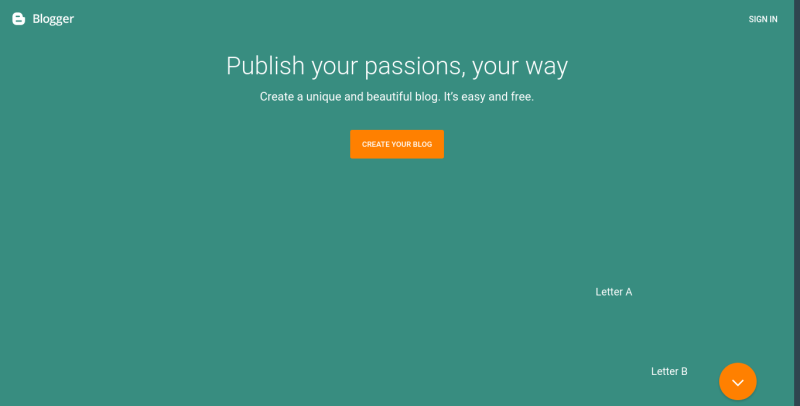 Blogger
SIGN IN
Publish your passions, your way
Create a unique and beautiful blog. It’s easy and free.
CREATE YOUR BLOG
Letter A
Letter B